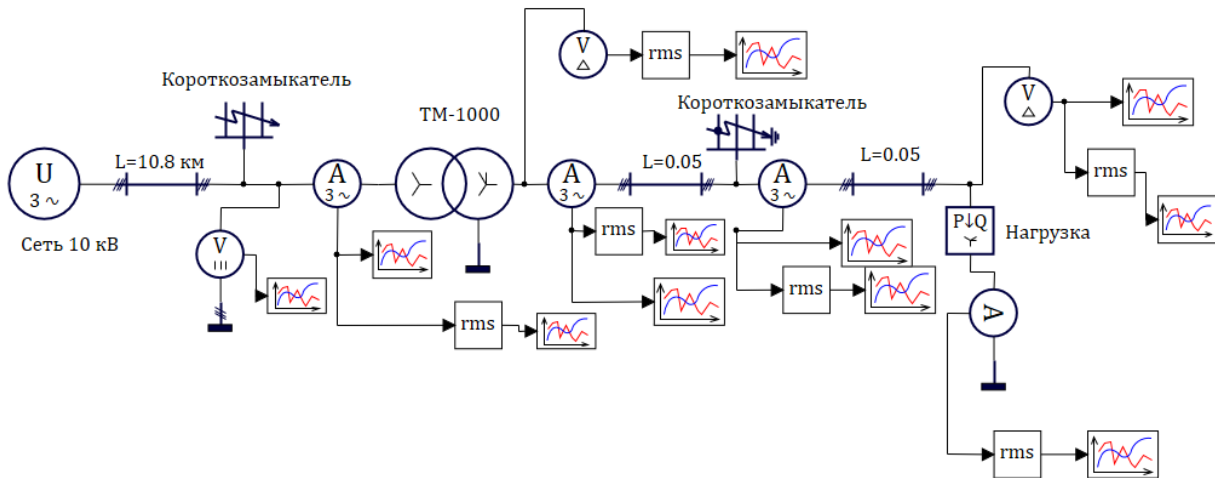 V
rms
Короткозамыкатель
ТМ-1000
Короткозамыкатель
V
U
3 ~
L=10.8 км
A
3 ~
A
3 ~
L=0.05
A
3 ~
L=0.05
rms
Сеть 10 кВ
V
rms
P↓Q
Нагрузка
rms
rms
A
rms